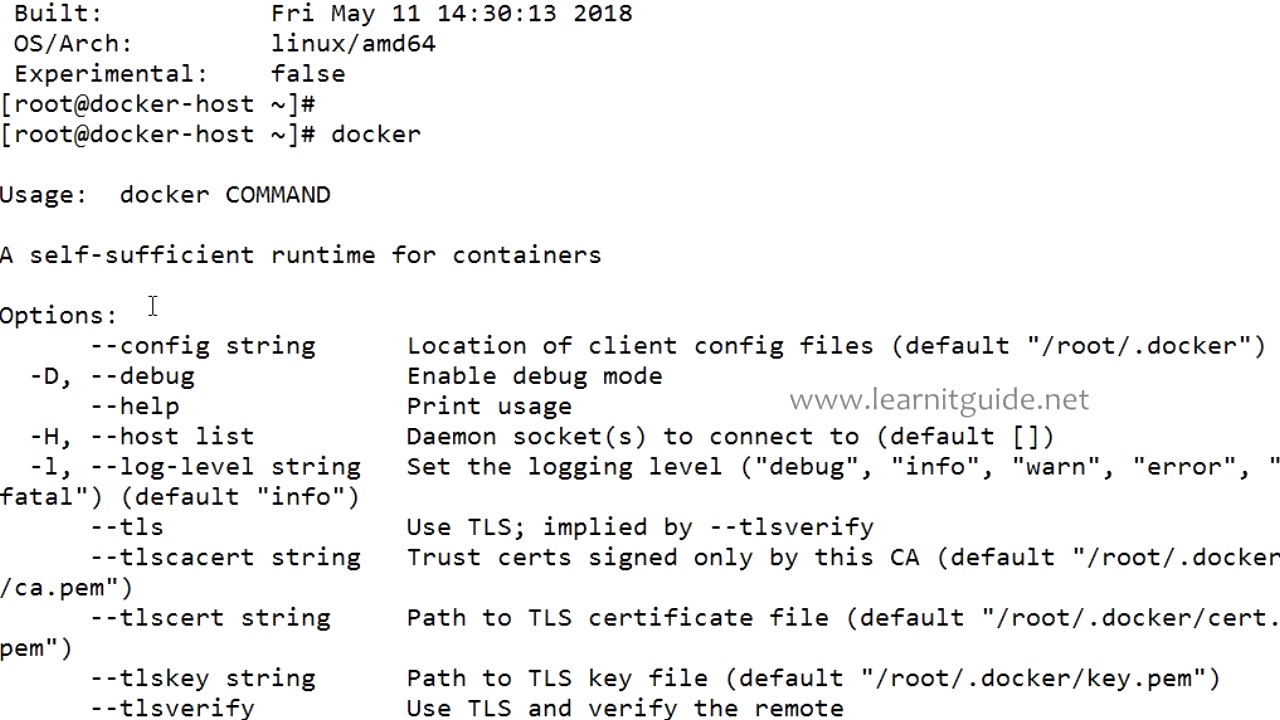 Built:          Fri May 11 14:30:13 2018
OS/Arch:        linux/amd64
Experimental:   false
[root@docker-host ~]#
[root@docker-host ~]# docker
Usage:  docker COMMAND
A self-sufficient runtime for containers
Options:
      --config string      Location of client config files (default "/root/.docker")
  -D, --debug              Enable debug mode
www.learnitguide.net
      --help               Print usage
  -H, --host list          Daemon socket(s) to connect to (default [])
  -l, --log-level string   Set the logging level ("debug", "info", "warn", "error", "
fatal") (default "info")
      --tls                Use TLS; implied by --tlsverify
      --tlscacert string   Trust certs signed only by this CA (default "/root/.docker
/ca.pem")
      --tlscert string     Path to TLS certificate file (default "/root/.docker/cert.
pem")
      --tlskey string      Path to TLS key file (default "/root/.docker/key.pem")
      --tlsverify          Use TLS and verify the remote